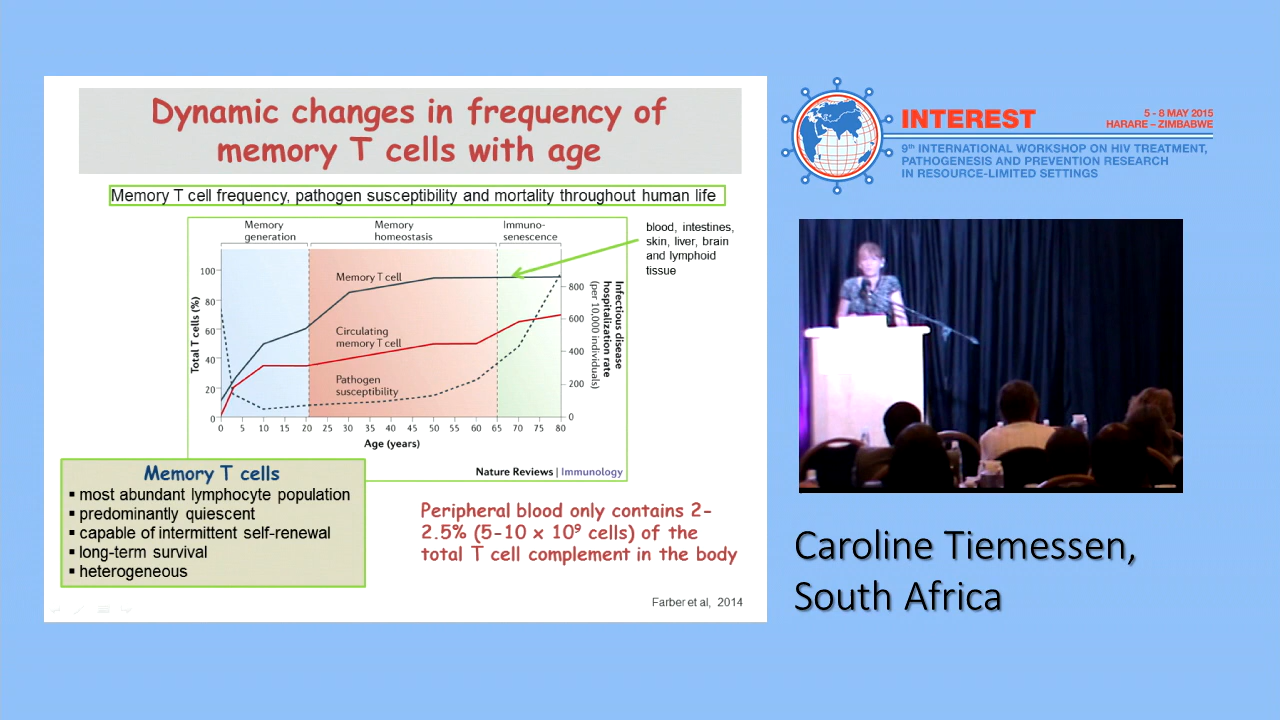 Dynamic changes in frequency of
memory T cells with age
Memory T cell frequency, pathogen susceptibility and mortality throughout human life
Memory
generation
Memory
homeostasis
Immuno-
senescence
blood, intestines,
skin, liver, brain
and lymphoid
tissue
Total T cells (%)
100
80
60
40
20
0
Memory T cell
Circulating
memory T cell
Pathogen
susceptibility
800
600
400
200
0
Infectious disease
hospitalization rate
(per 10,000 individuals)
0 5 10 15 20 25 30 35 40 45 50 55 60 65 70 75 80
Age (years)
Nature Reviews | Immunology
Memory T cells
▪ most abundant lymphocyte population
▪ predominantly quiescent
▪ capable of intermittent self-renewal
▪ long-term survival
▪ heterogeneous
Peripheral blood only contains 2-
2.5% (5-10 x 10⁹ cells) of the
total T cell complement in the body
Farber et al, 2014
INTEREST
5 - 8 MAY 2015
HARARE – ZIMBABWE
9th INTERNATIONAL WORKSHOP ON HIV TREATMENT,
PATHOGENESIS AND PREVENTION RESEARCH
IN RESOURCE-LIMITED SETTINGS
Caroline Tiemessen,
South Africa